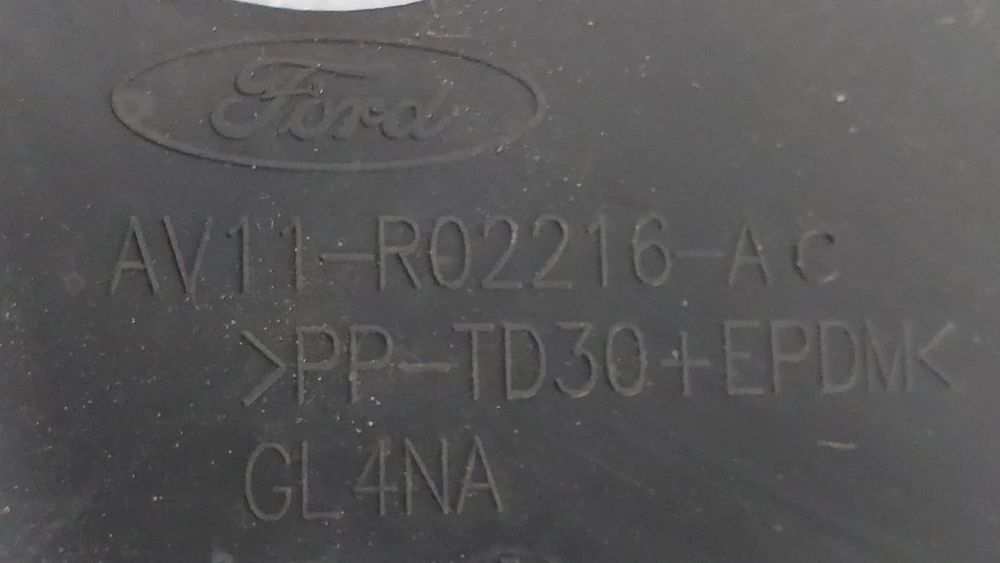 Ford
AV11-R02216-AC
>PP-TD30+EPDM<
GL4NA